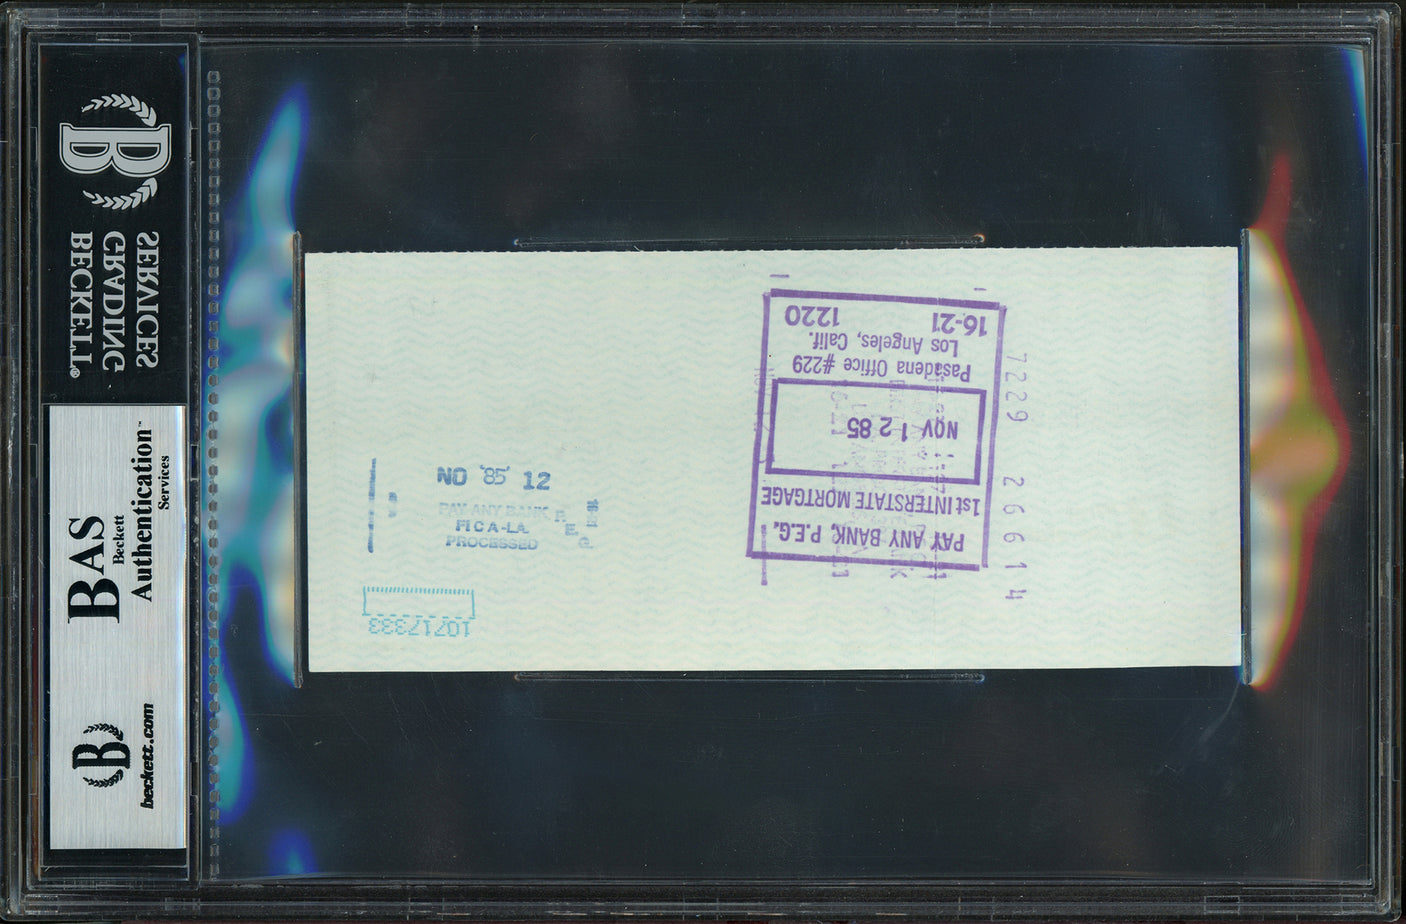 BECKETT
GRADING
SERVICES
BAS
Beckett
Authentication™
Services
B
beckett.com
NO '85' 12
PAY ANY BANK P.E.G.
FICA-LA.
PROCESSED
10717333
PAY ANY BANK, P.E.G.
1st INTERSTATE MORTGAGE
NOV 12 85
Pasadena Office #229
Los Angeles, Calif.
16-21 1220
7229 26614